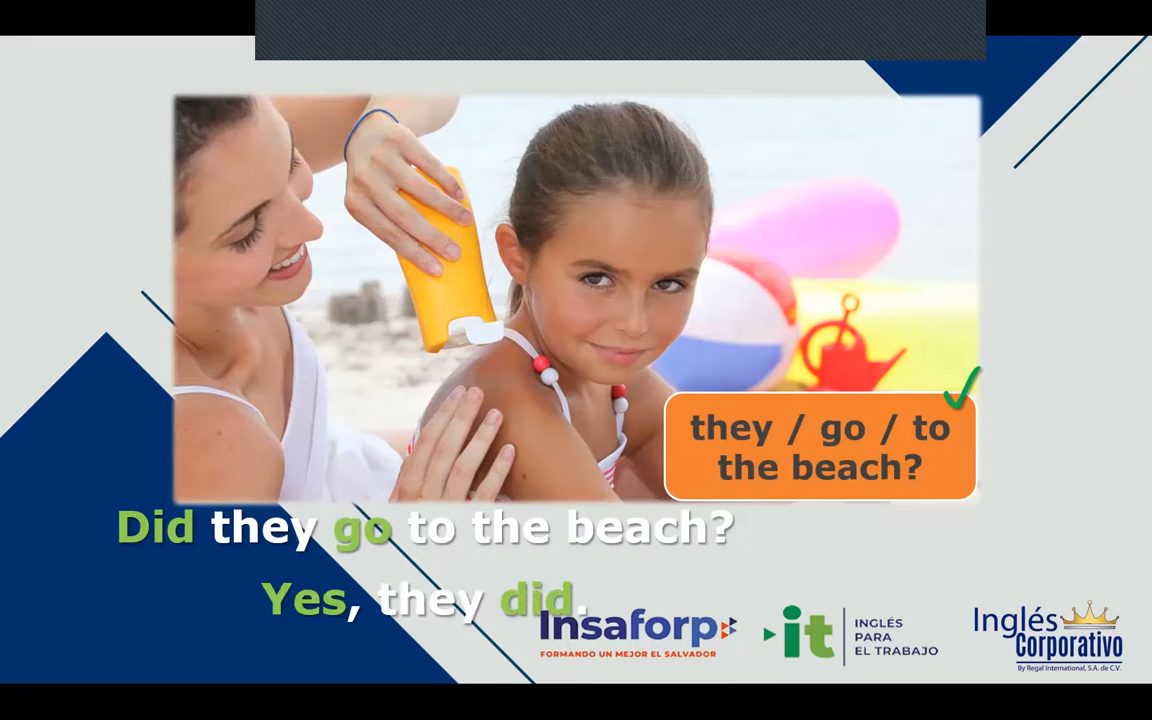 they / go / to
the beach?
Did they go to the beach?
Yes, they did.
Insaforp
FORMANDO UN MEJOR EL SALVADOR
it
INGLÉS
PARA
EL TRABAJO
Inglés
Corporativo
By Regal International, S.A. de C.V.